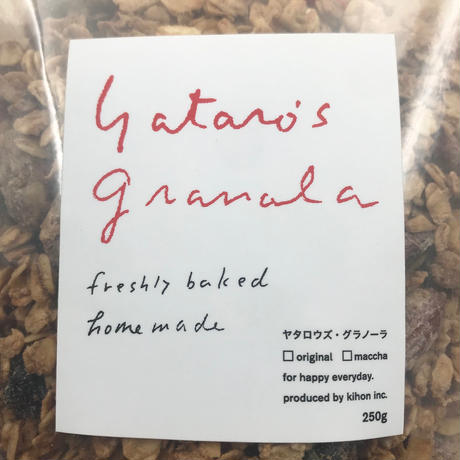 Yataro's
granola
freshly baked
homemade
ヤタロウズ・グラノーラ
□ original □ maccha
for happy everyday.
produced by kihon inc.
250g